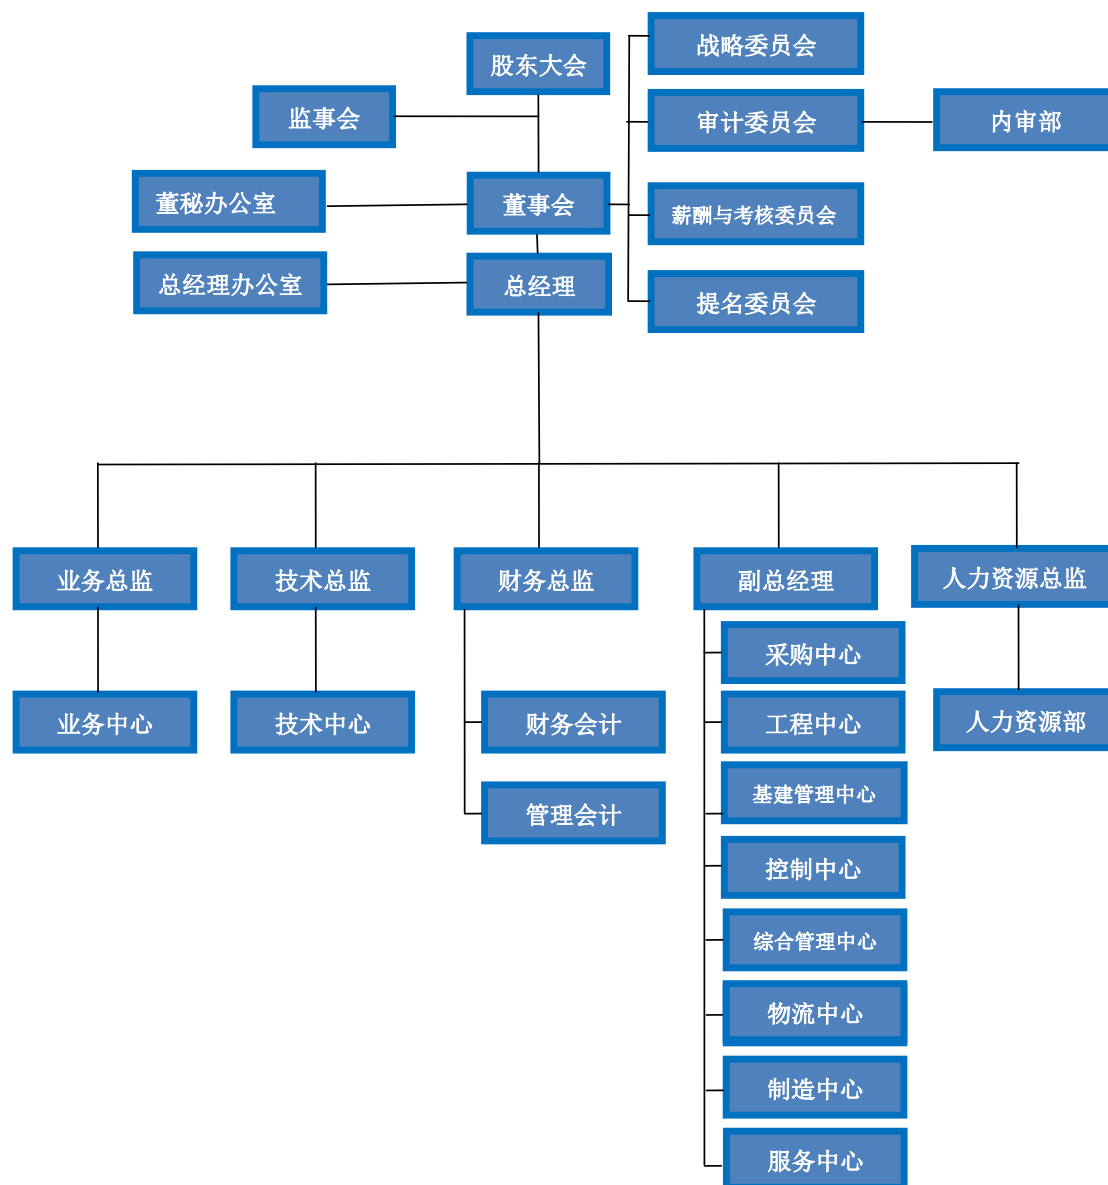 战略委员会
股东大会
监事会
审计委员会
内审部
董秘办公室
董事会
薪酬与考核委员会
总经理办公室
总经理
提名委员会
业务总监
技术总监
财务总监
副总经理
人力资源总监
采购中心
业务中心
技术中心
财务会计
工程中心
人力资源部
基建管理中心
管理会计
控制中心
综合管理中心
物流中心
制造中心
服务中心